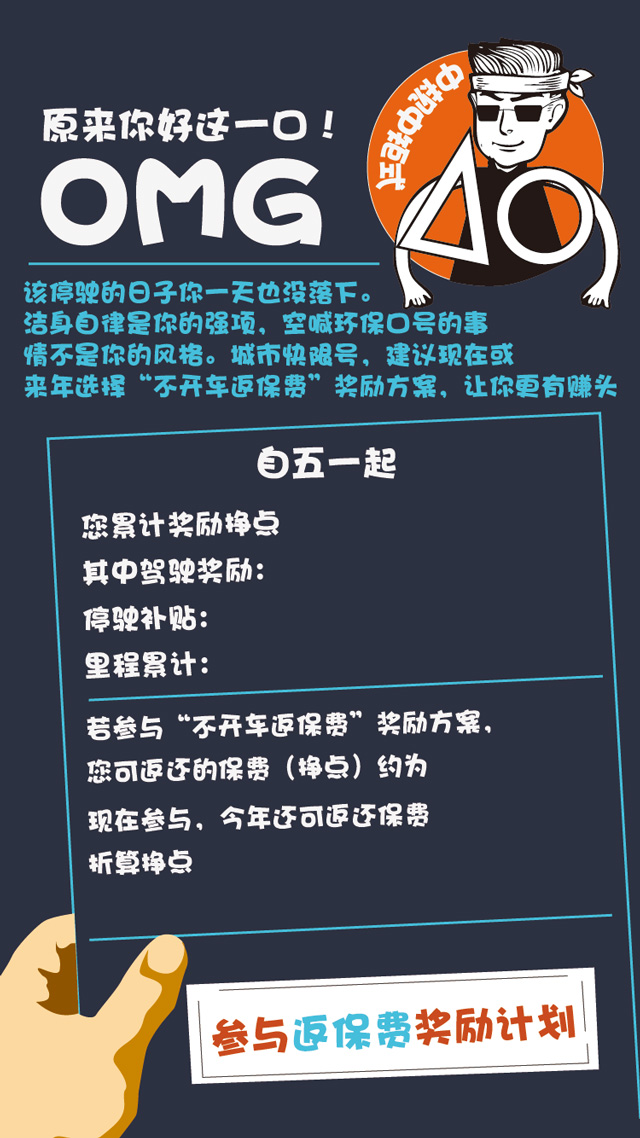 中规中矩式
原来你好这一口！
OMG
该停驶的日子你一天也没落下。
洁身自律是你的强项，空喊环保口号的事
情不是你的风格。城市快限号，建议现在或
来年选择“不开车返保费”奖励方案，让你更有赚头
自五一起
您累计奖励挣点
其中驾驶奖励：
停驶补贴：
里程累计：
若参与“不开车返保费”奖励方案，
您可返还的保费（挣点）约为
现在参与，今年还可返还保费
折算挣点
参与返保费奖励计划